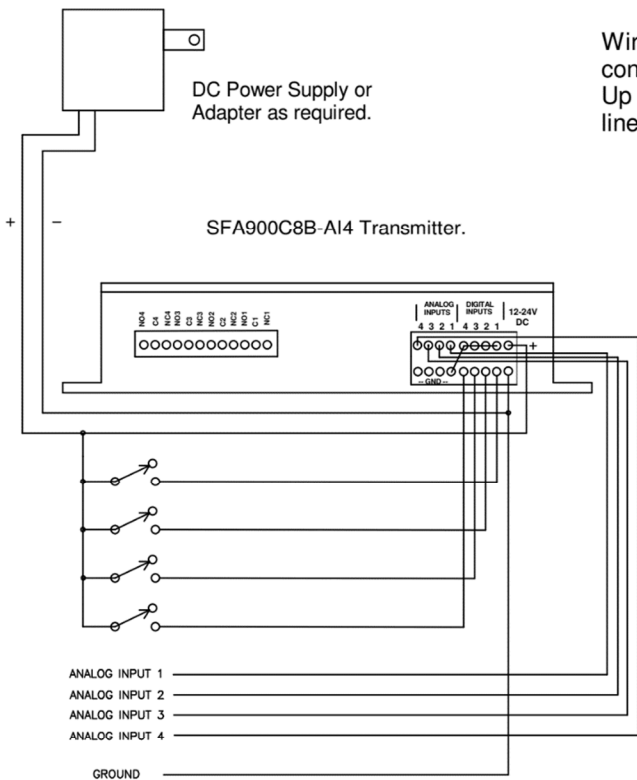 DC Power Supply or
Adapter as required.
Wir
con
Up
line
+
−
SFA900C8B-AI4 Transmitter.
NO4 C4 NC4 NO3 C3 NC3 NO2 C2 NC2 NO1 C1 NC1
ANALOG INPUTS
DIGITAL INPUTS
12-24V DC
4 3 2 1 4 3 2 1
+
– GND –
ANALOG INPUT 1
ANALOG INPUT 2
ANALOG INPUT 3
ANALOG INPUT 4
GROUND